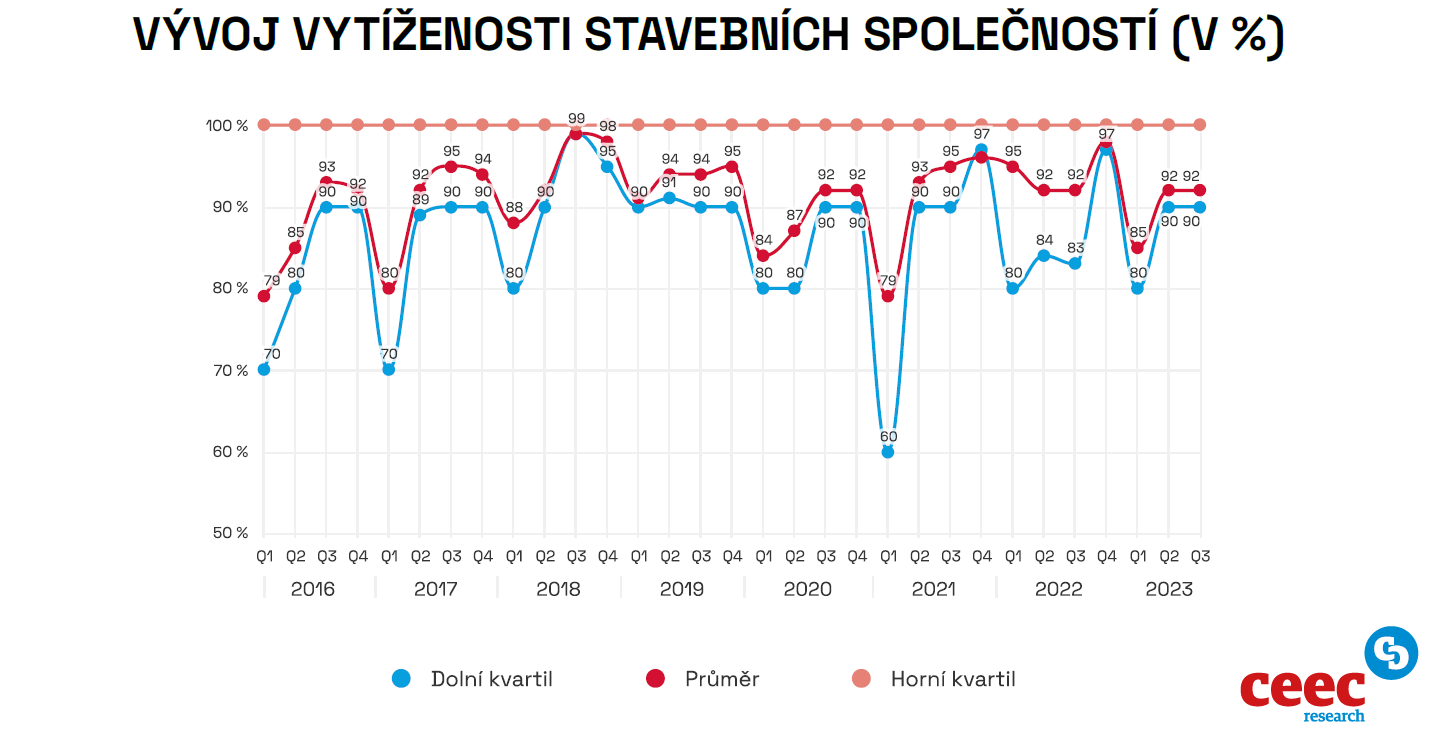 VÝVOJ VYTÍŽENOSTI STAVEBNÍCH SPOLEČNOSTÍ (V %)
99 98 97 97
100 %
93 92 95 94 95 94 94 95 92 92 93 95 95 92 92 92 92
90 90 92 89 90 90 90 90 91 90 90 90 90 90 90 90 90
90 %
85 88 84 87 84 83 85
79 80 80 80 80 80 79 80 80
80 %
70 70
70 %
60
60 %
50 %
Q1 Q2 Q3 Q4 Q1 Q2 Q3 Q4 Q1 Q2 Q3 Q4 Q1 Q2 Q3 Q4 Q1 Q2 Q3 Q4 Q1 Q2 Q3 Q4 Q1 Q2 Q3 Q4 Q1 Q2 Q3
2016 2017 2018 2019 2020 2021 2022 2023
Dolní kvartil Průměr Horní kvartil
ceec
research